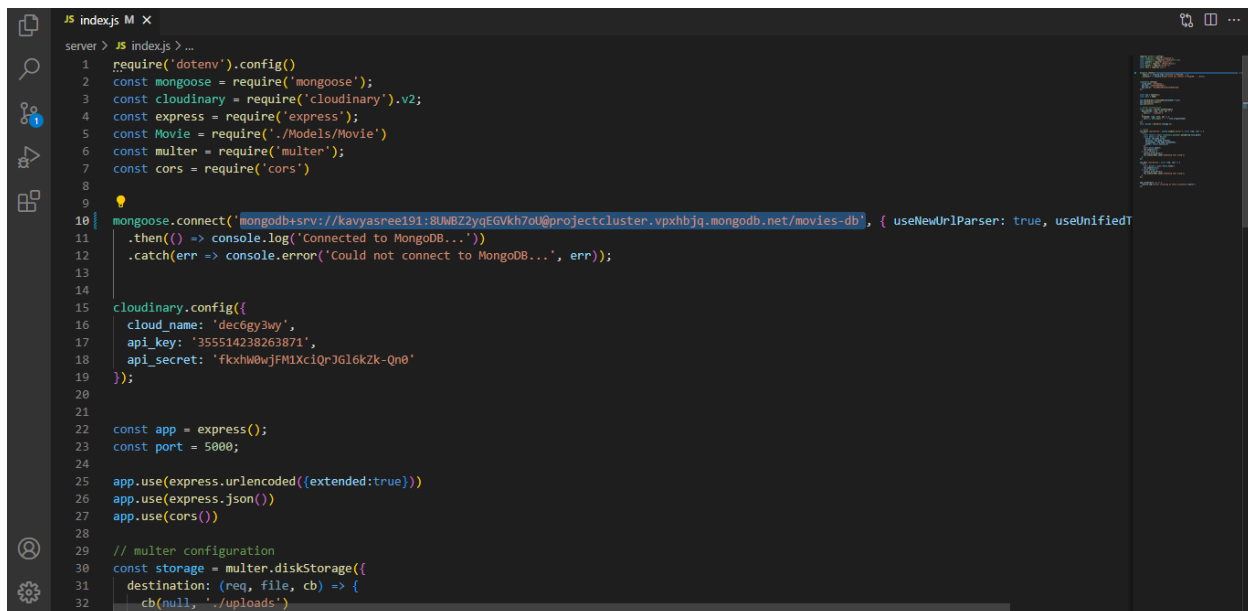 JS index.js M ×
server > JS index.js > ...
1 require('dotenv').config()
2 const mongoose = require('mongoose');
3 const cloudinary = require('cloudinary').v2;
4 const express = require('express');
5 const Movie = require('./Models/Movie')
6 const multer = require('multer');
7 const cors = require('cors')
8
9
10 mongoose.connect('mongodb+srv://kavyasree191:8UWBZ2yqEGVkh7oU@projectcluster.vpxhbjq.mongodb.net/movies-db', { useNewUrlParser: true, useUnifiedT
11 .then(() => console.log('Connected to MongoDB...'))
12 .catch(err => console.error('Could not connect to MongoDB...', err));
13
14
15 cloudinary.config({
16 cloud_name: 'dec6gy3wy',
17 api_key: '355514238263871',
18 api_secret: 'fkxhW0wjFM1XciQrJGl6kZk-Qn0'
19 });
20
21
22 const app = express();
23 const port = 5000;
24
25 app.use(express.urlencoded({extended:true}))
26 app.use(express.json())
27 app.use(cors())
28
29 // multer configuration
30 const storage = multer.diskStorage({
31 destination: (req, file, cb) => {
32 cb(null, './uploads')
1